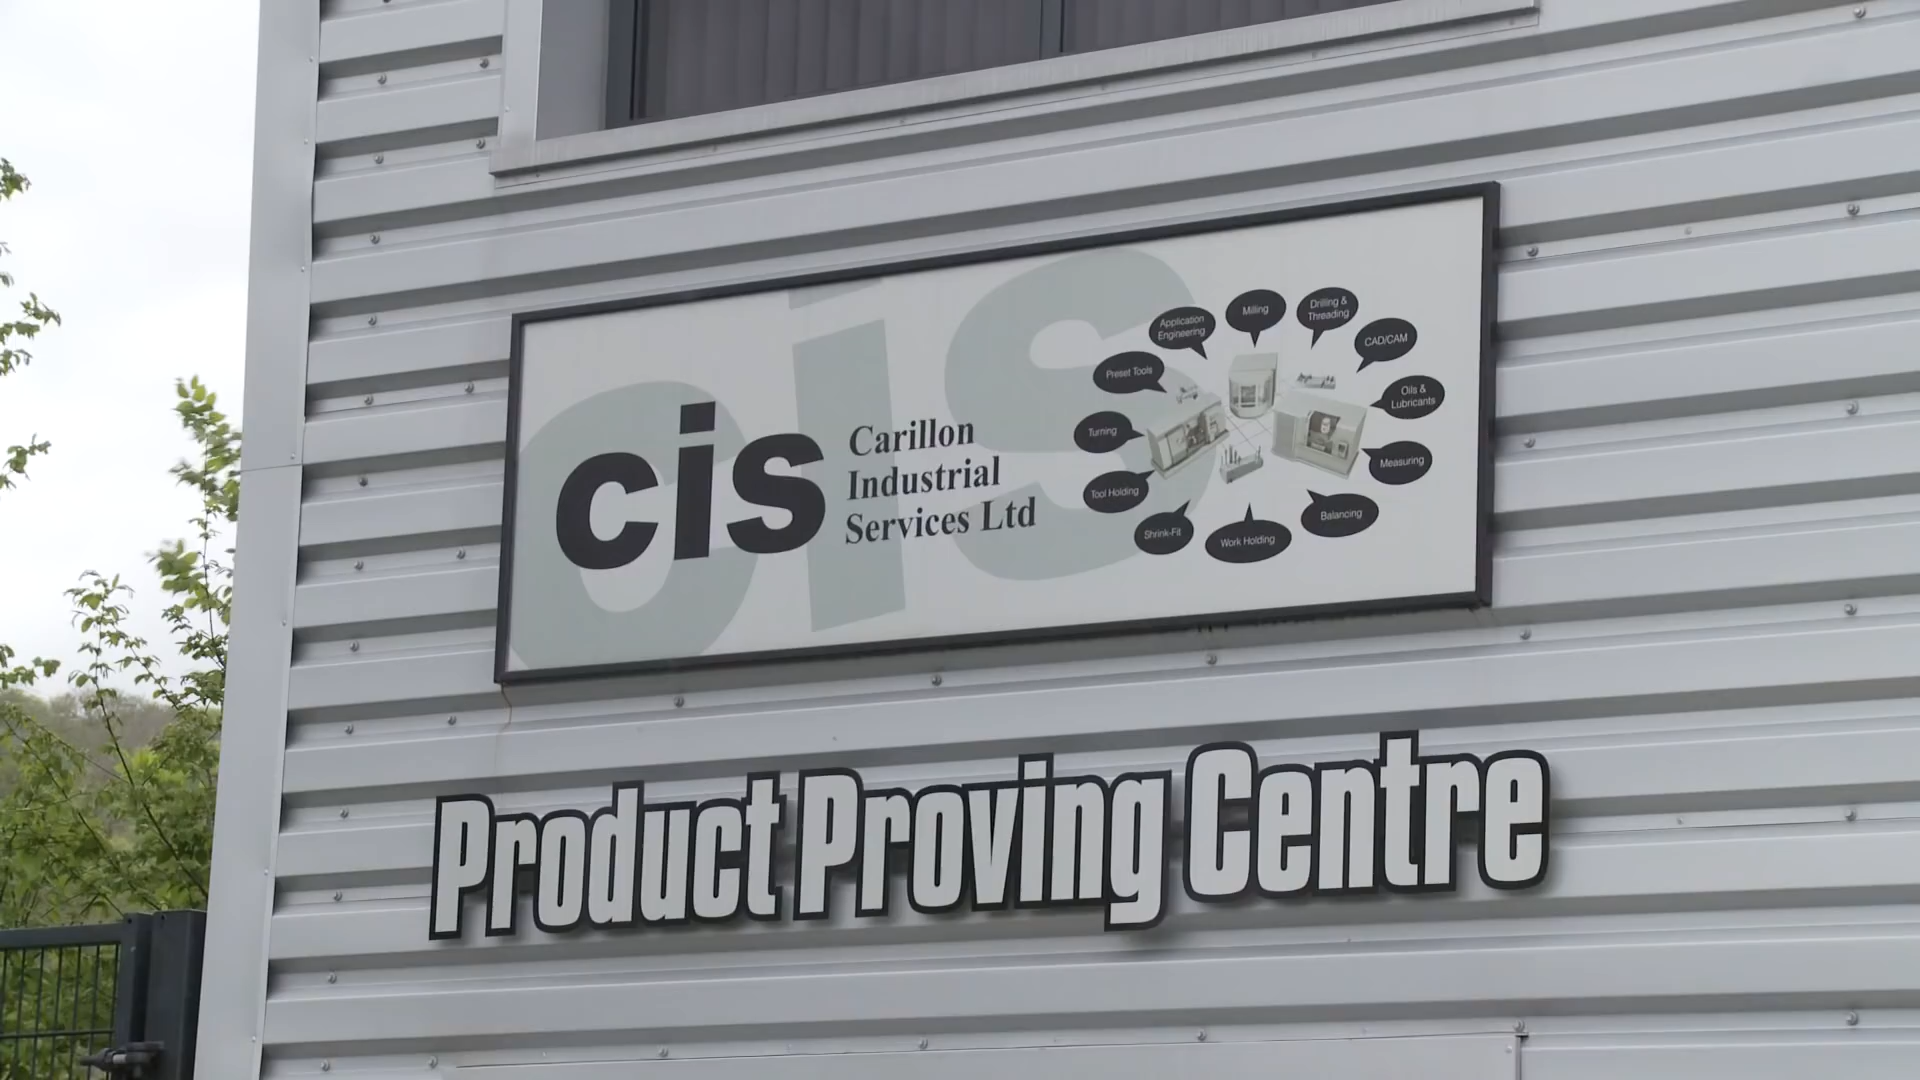 cis
cis
Carillon
Industrial
Services Ltd
Application
Engineering
Milling
Drilling &
Threading
CAD/CAM
Oils &
Lubricants
Measuring
Balancing
Work Holding
Shrink-Fit
Tool Holding
Turning
Preset Tools
Product Proving Centre